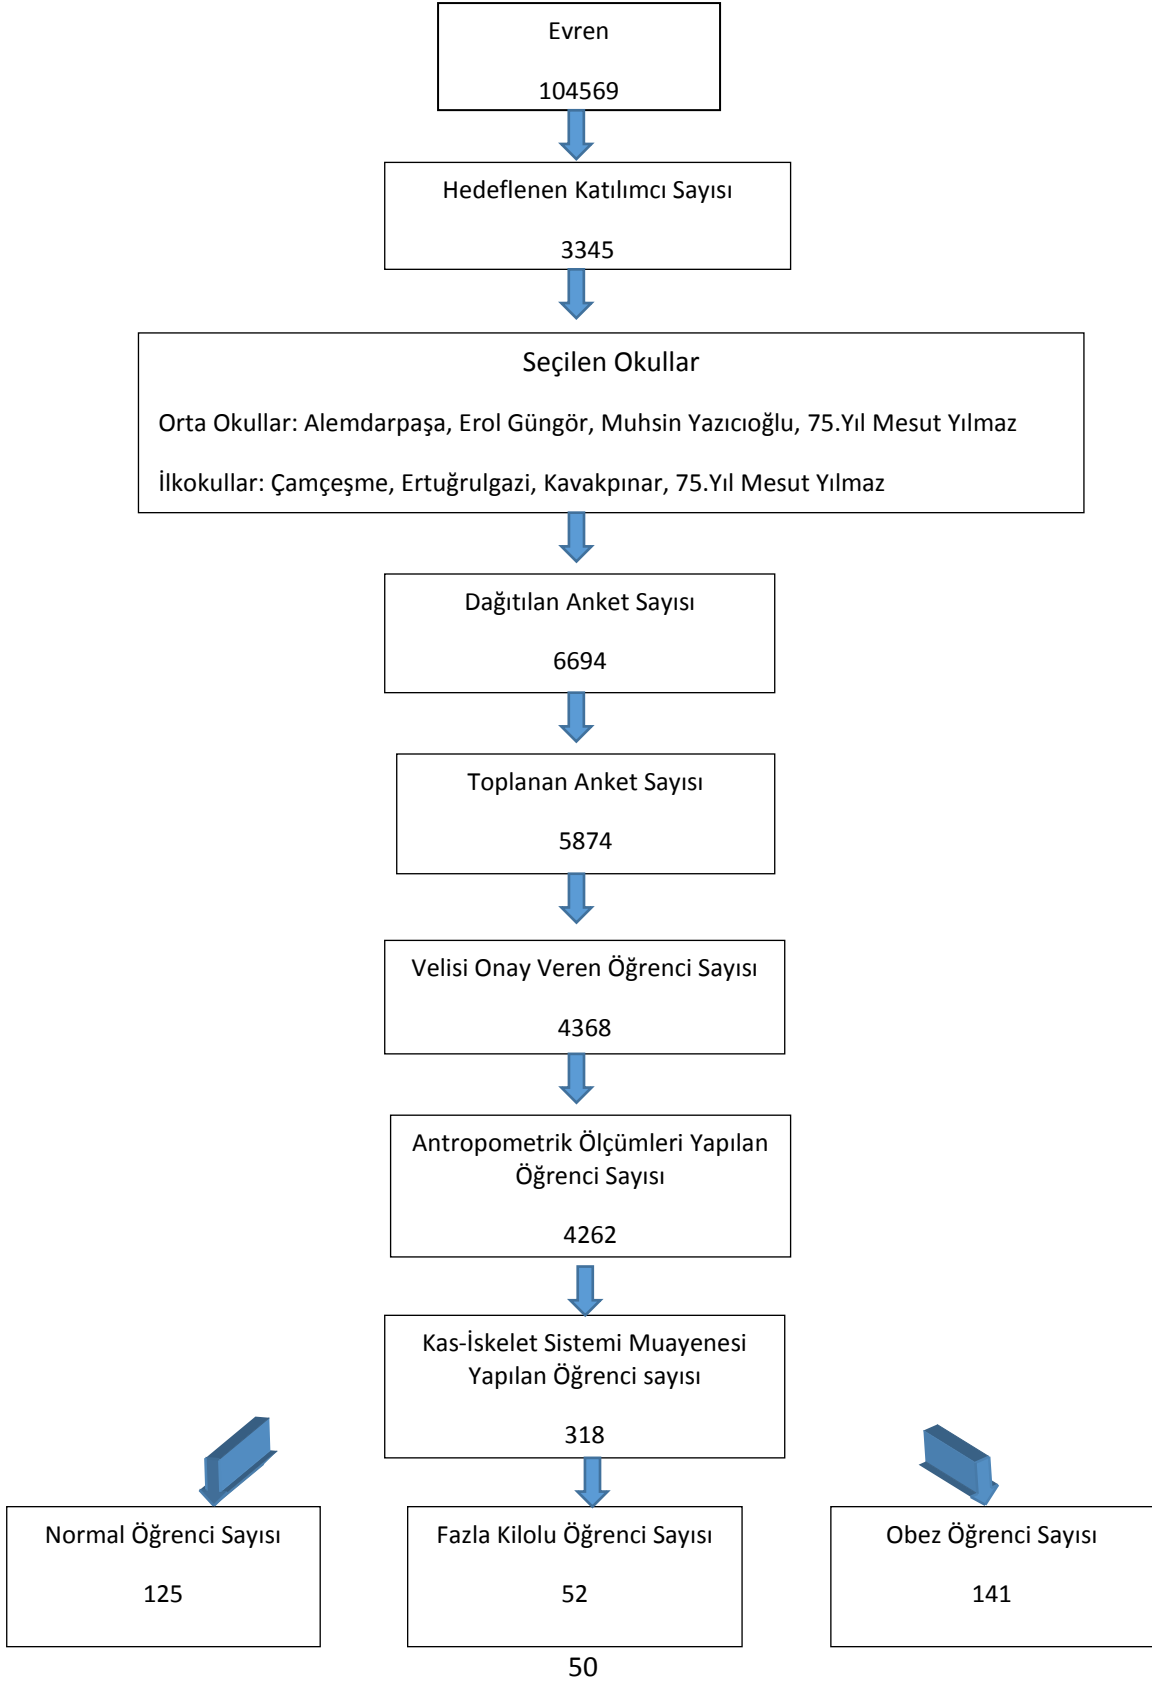 Evren
104569
Hedeflenen Katılımcı Sayısı
3345
Seçilen Okullar
Orta Okullar: Alemdarpaşa, Erol Güngör, Muhsin Yazıcıoğlu, 75.Yıl Mesut Yılmaz
İlkokullar: Çamçeşme, Ertuğrulgazi, Kavakpınar, 75.Yıl Mesut Yılmaz
Dağıtılan Anket Sayısı
6694
Toplanan Anket Sayısı
5874
Velisi Onay Veren Öğrenci Sayısı
4368
Antropometrik Ölçümleri Yapılan
Öğrenci Sayısı
4262
Kas-İskelet Sistemi Muayenesi
Yapılan Öğrenci sayısı
318
Normal Öğrenci Sayısı
125
Fazla Kilolu Öğrenci Sayısı
52
Obez Öğrenci Sayısı
141
50